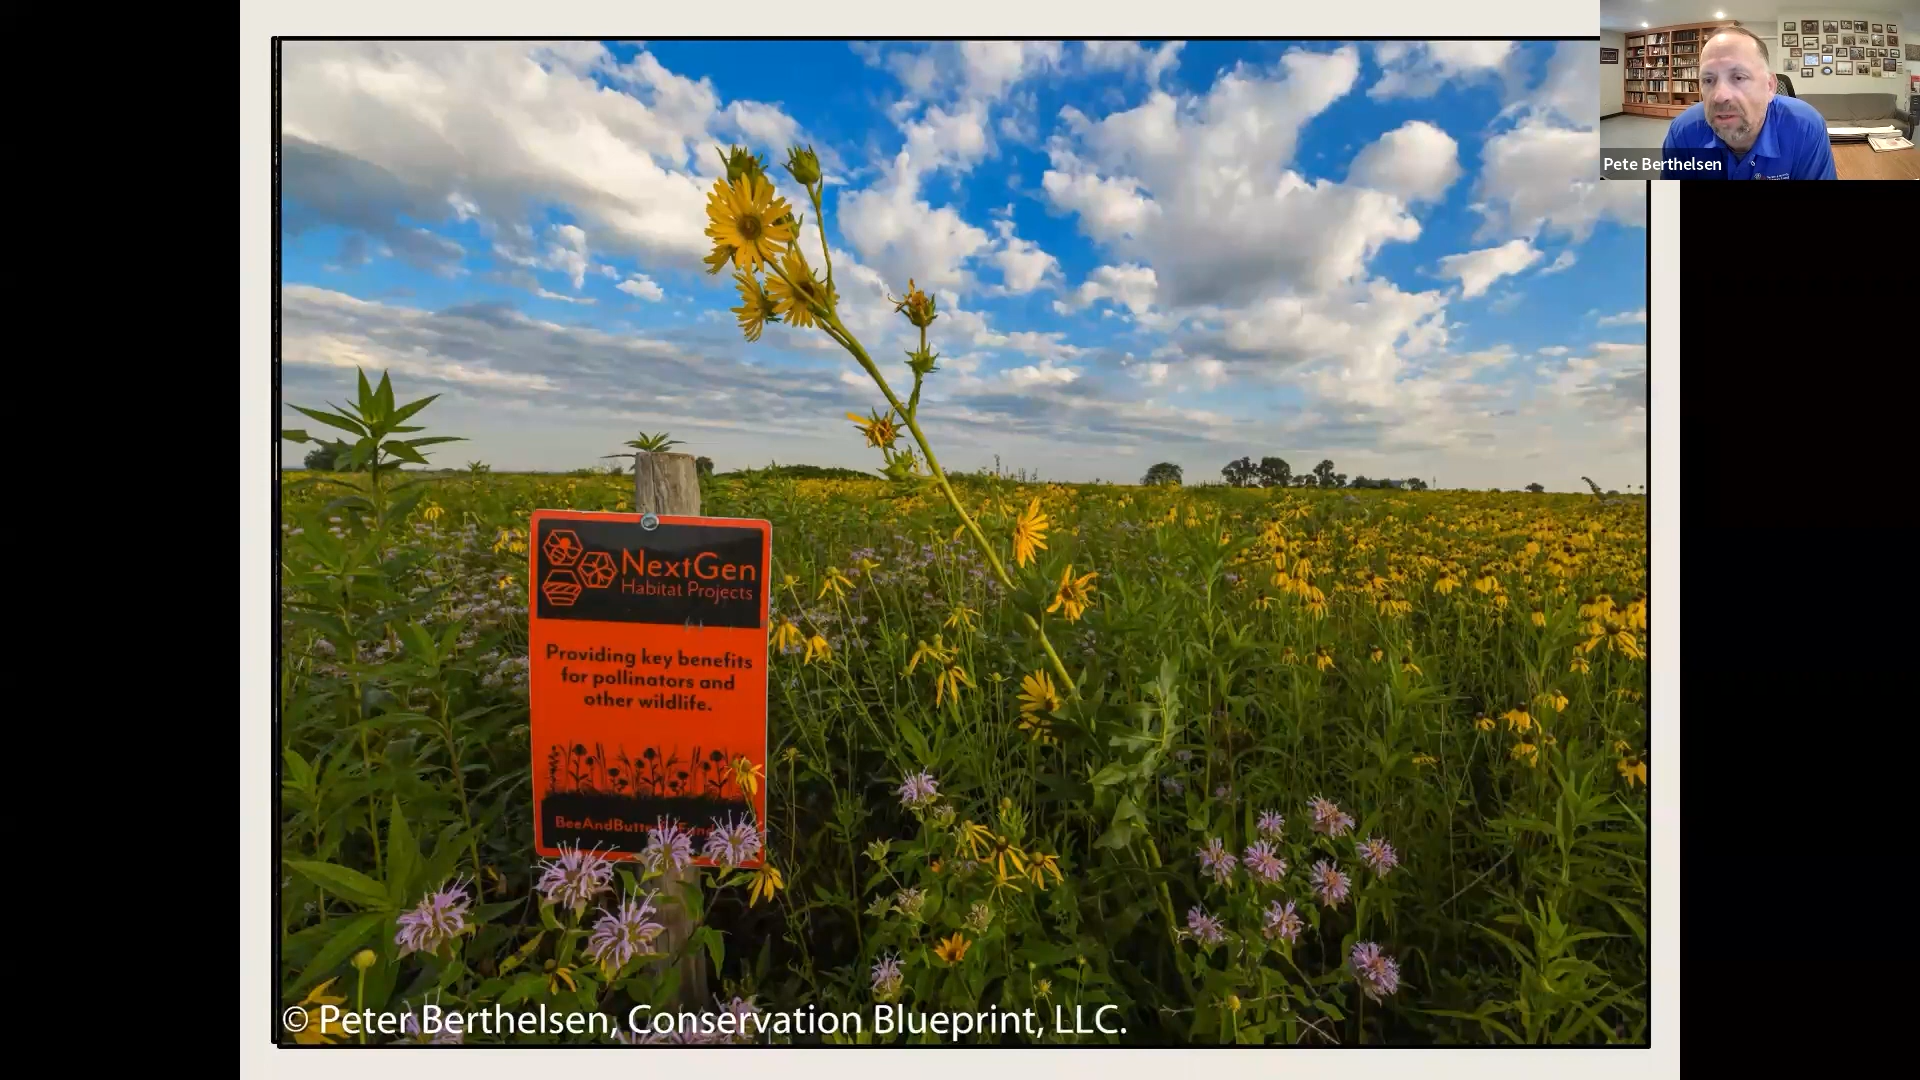 Pete Berthelsen
NextGen
Habitat Projects
Providing key benefits
for pollinators and
other wildlife.
© Peter Berthelsen, Conservation Blueprint, LLC.